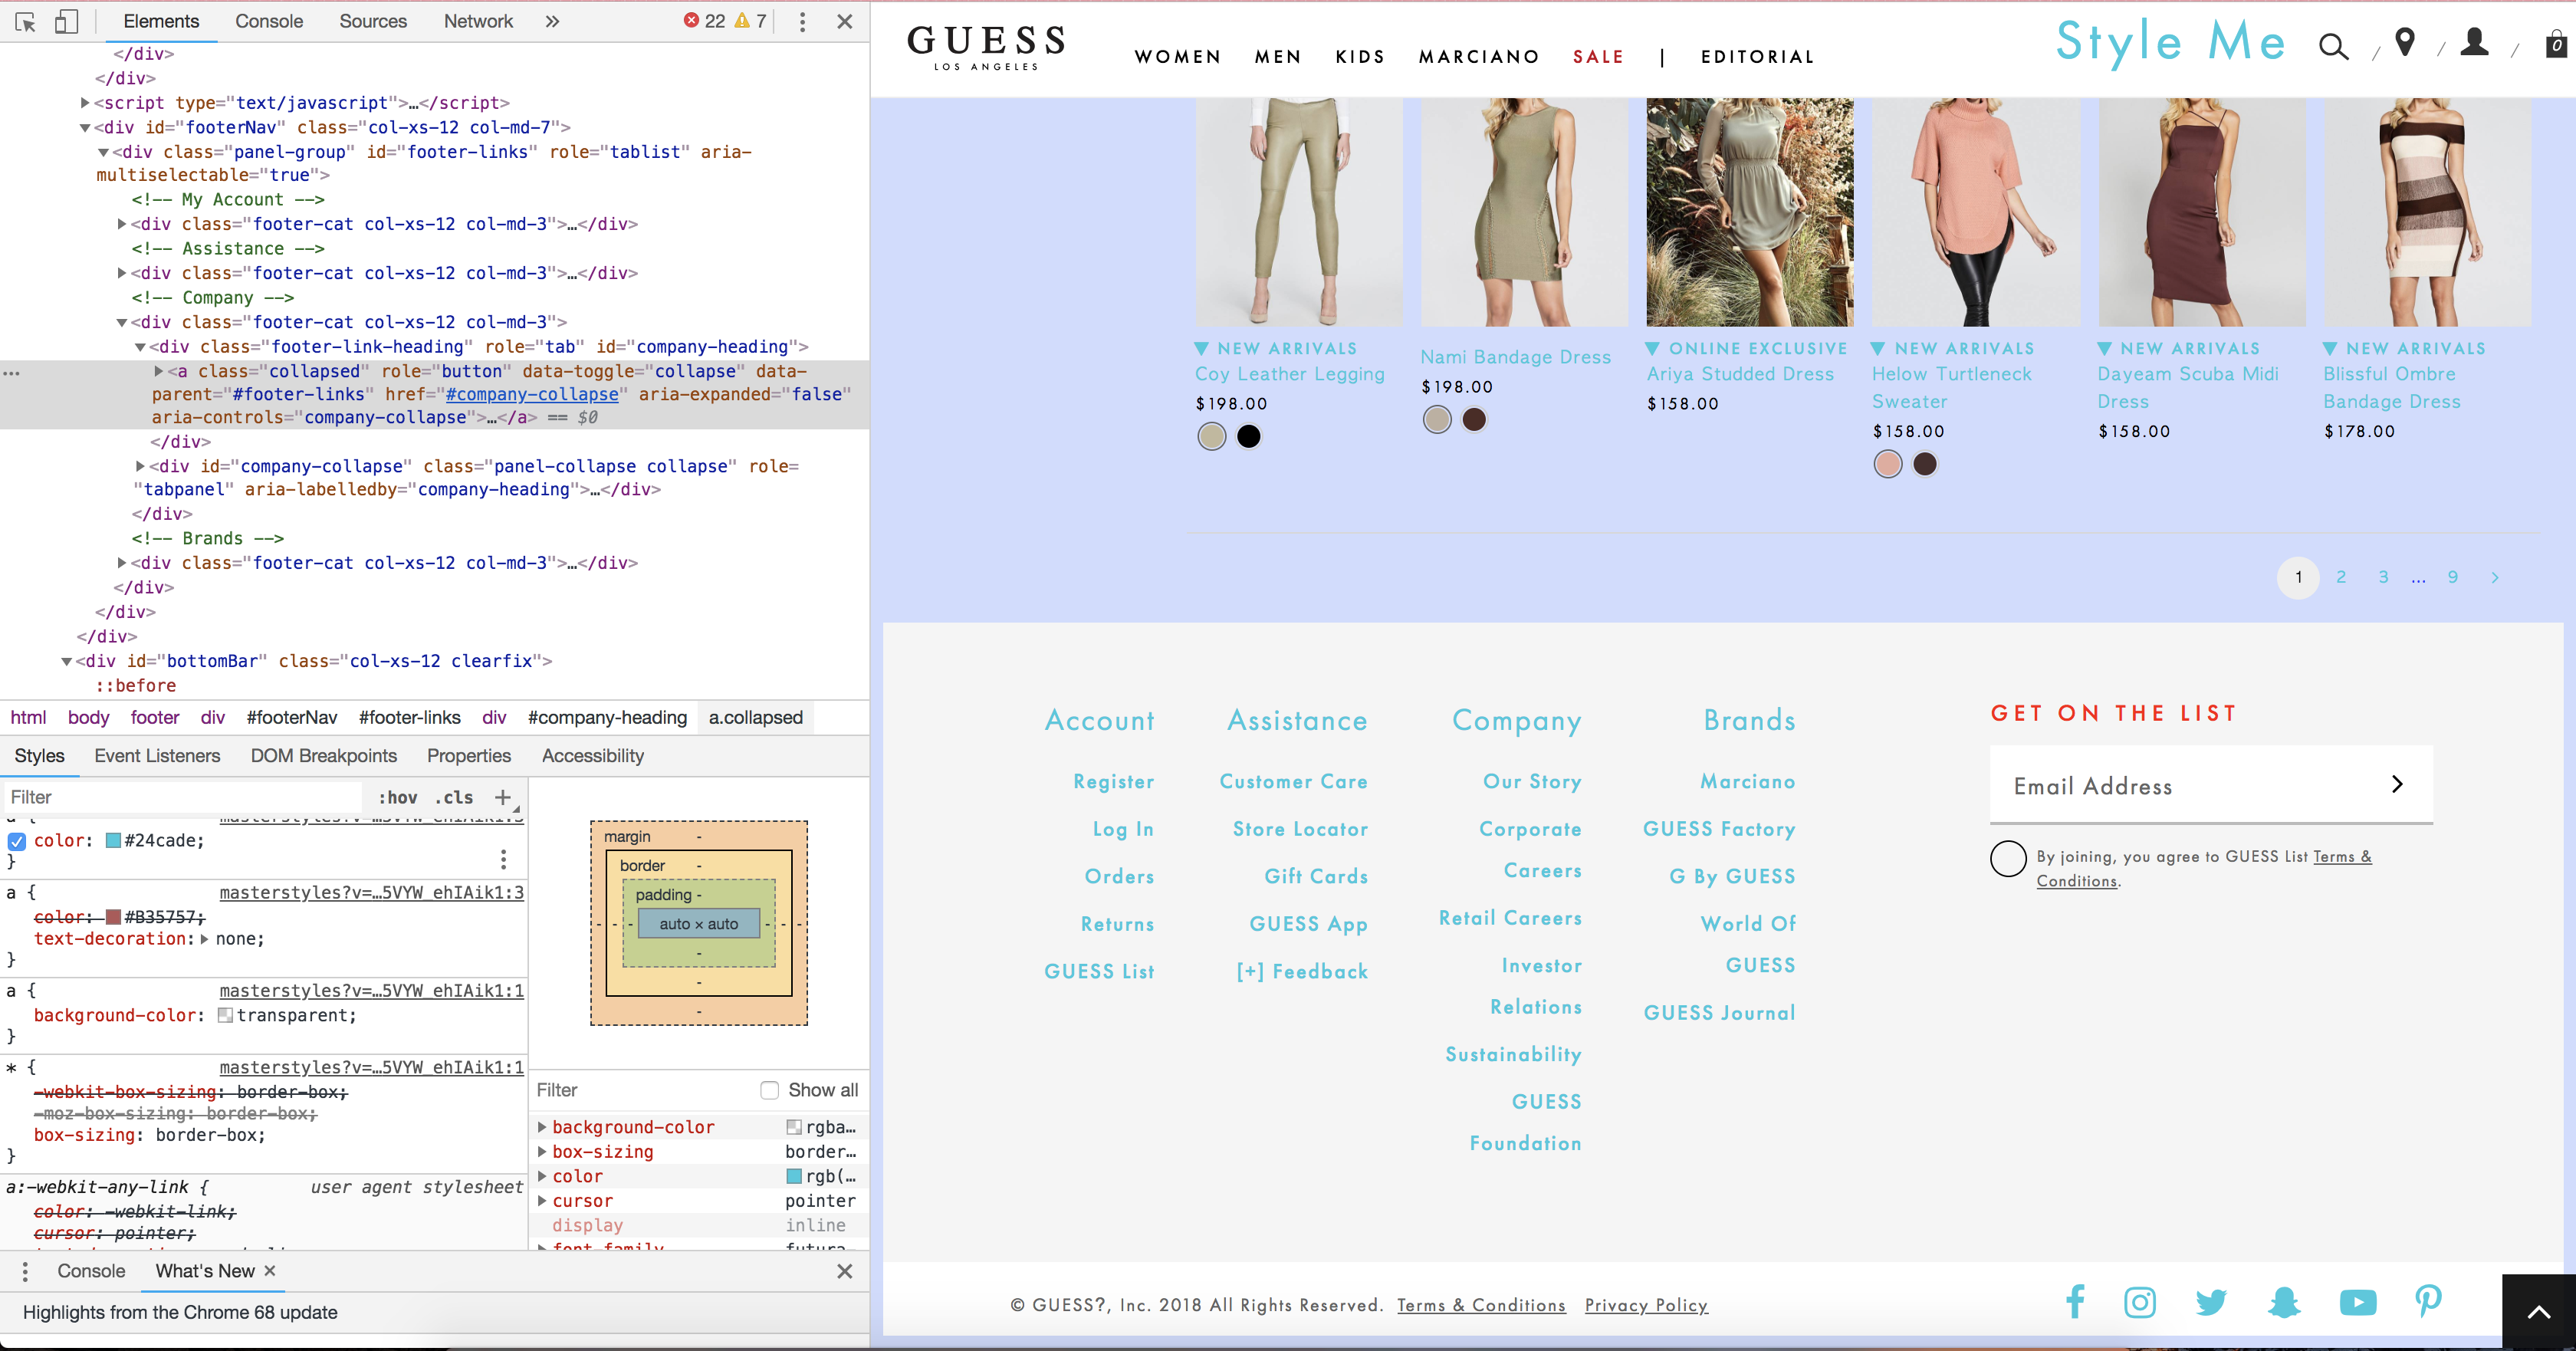 Elements Console Sources Network » 22 7
</div>
</div>
<script type="text/javascript">…</script>
<div id="footerNav" class="col-xs-12 col-md-7">
<div class="panel-group" id="footer-links" role="tablist" aria-
multiselectable="true">
<!-- My Account -->
<div class="footer-cat col-xs-12 col-md-3">…</div>
<!-- Assistance -->
<div class="footer-cat col-xs-12 col-md-3">…</div>
<!-- Company -->
<div class="footer-cat col-xs-12 col-md-3">
<div class="footer-link-heading" role="tab" id="company-heading">
<a class="collapsed" role="button" data-toggle="collapse" data-
parent="#footer-links" href="#company-collapse" aria-expanded="false"
aria-controls="company-collapse">…</a> == $0
</div>
<div id="company-collapse" class="panel-collapse collapse" role=
"tabpanel" aria-labelledby="company-heading">…</div>
</div>
<!-- Brands -->
<div class="footer-cat col-xs-12 col-md-3">…</div>
</div>
</div>
</div>
<div id="bottomBar" class="col-xs-12 clearfix">
::before
html body footer div #footerNav #footer-links div #company-heading a.collapsed
Styles Event Listeners DOM Breakpoints Properties Accessibility
Filter :hov .cls +
color: #24cade;
}
a { masterstyles?v=…5VYW_ehIAik1:3
color: #B35757;
text-decoration: none;
}
a { masterstyles?v=…5VYW_ehIAik1:1
background-color: transparent;
}
* { masterstyles?v=…5VYW_ehIAik1:1
-webkit-box-sizing: border-box;
-moz-box-sizing: border-box;
box-sizing: border-box;
}
a:-webkit-any-link { user agent stylesheet
color: -webkit-link;
cursor: pointer;
margin -
border -
padding -
auto × auto
Filter Show all
background-color rgba…
box-sizing border…
color rgb(…
cursor pointer
display inline
font-family futura…
Console What's New ×
Highlights from the Chrome 68 update
GUESS
LOS ANGELES
WOMEN MEN KIDS MARCIANO SALE | EDITORIAL
Style Me / / / 0
NEW ARRIVALS
Coy Leather Legging
$198.00
Nami Bandage Dress
$198.00
ONLINE EXCLUSIVE
Ariya Studded Dress
$158.00
NEW ARRIVALS
Helow Turtleneck
Sweater
$158.00
NEW ARRIVALS
Dayeam Scuba Midi
Dress
$158.00
NEW ARRIVALS
Blissful Ombre
Bandage Dress
$178.00
1 2 3 ... 9 >
Account
Register
Log In
Orders
Returns
GUESS List
Assistance
Customer Care
Store Locator
Gift Cards
GUESS App
[+] Feedback
Company
Our Story
Corporate
Careers
Retail Careers
Investor
Relations
Sustainability
GUESS
Foundation
Brands
Marciano
GUESS Factory
G By GUESS
World Of
GUESS
GUESS Journal
GET ON THE LIST
Email Address
By joining, you agree to GUESS List Terms &
Conditions.
© GUESS?, Inc. 2018 All Rights Reserved. Terms & Conditions Privacy Policy